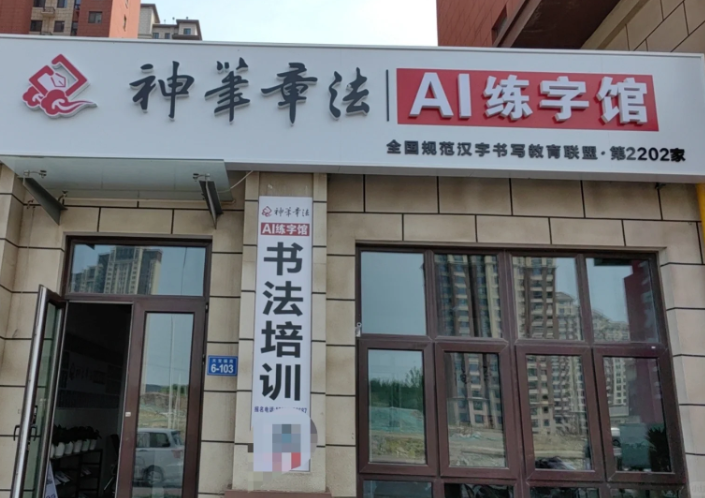 神笔章法 AI练字馆
全国规范汉字书写教育联盟·第2202家
神笔章法
AI练字馆
书法培训
6-103